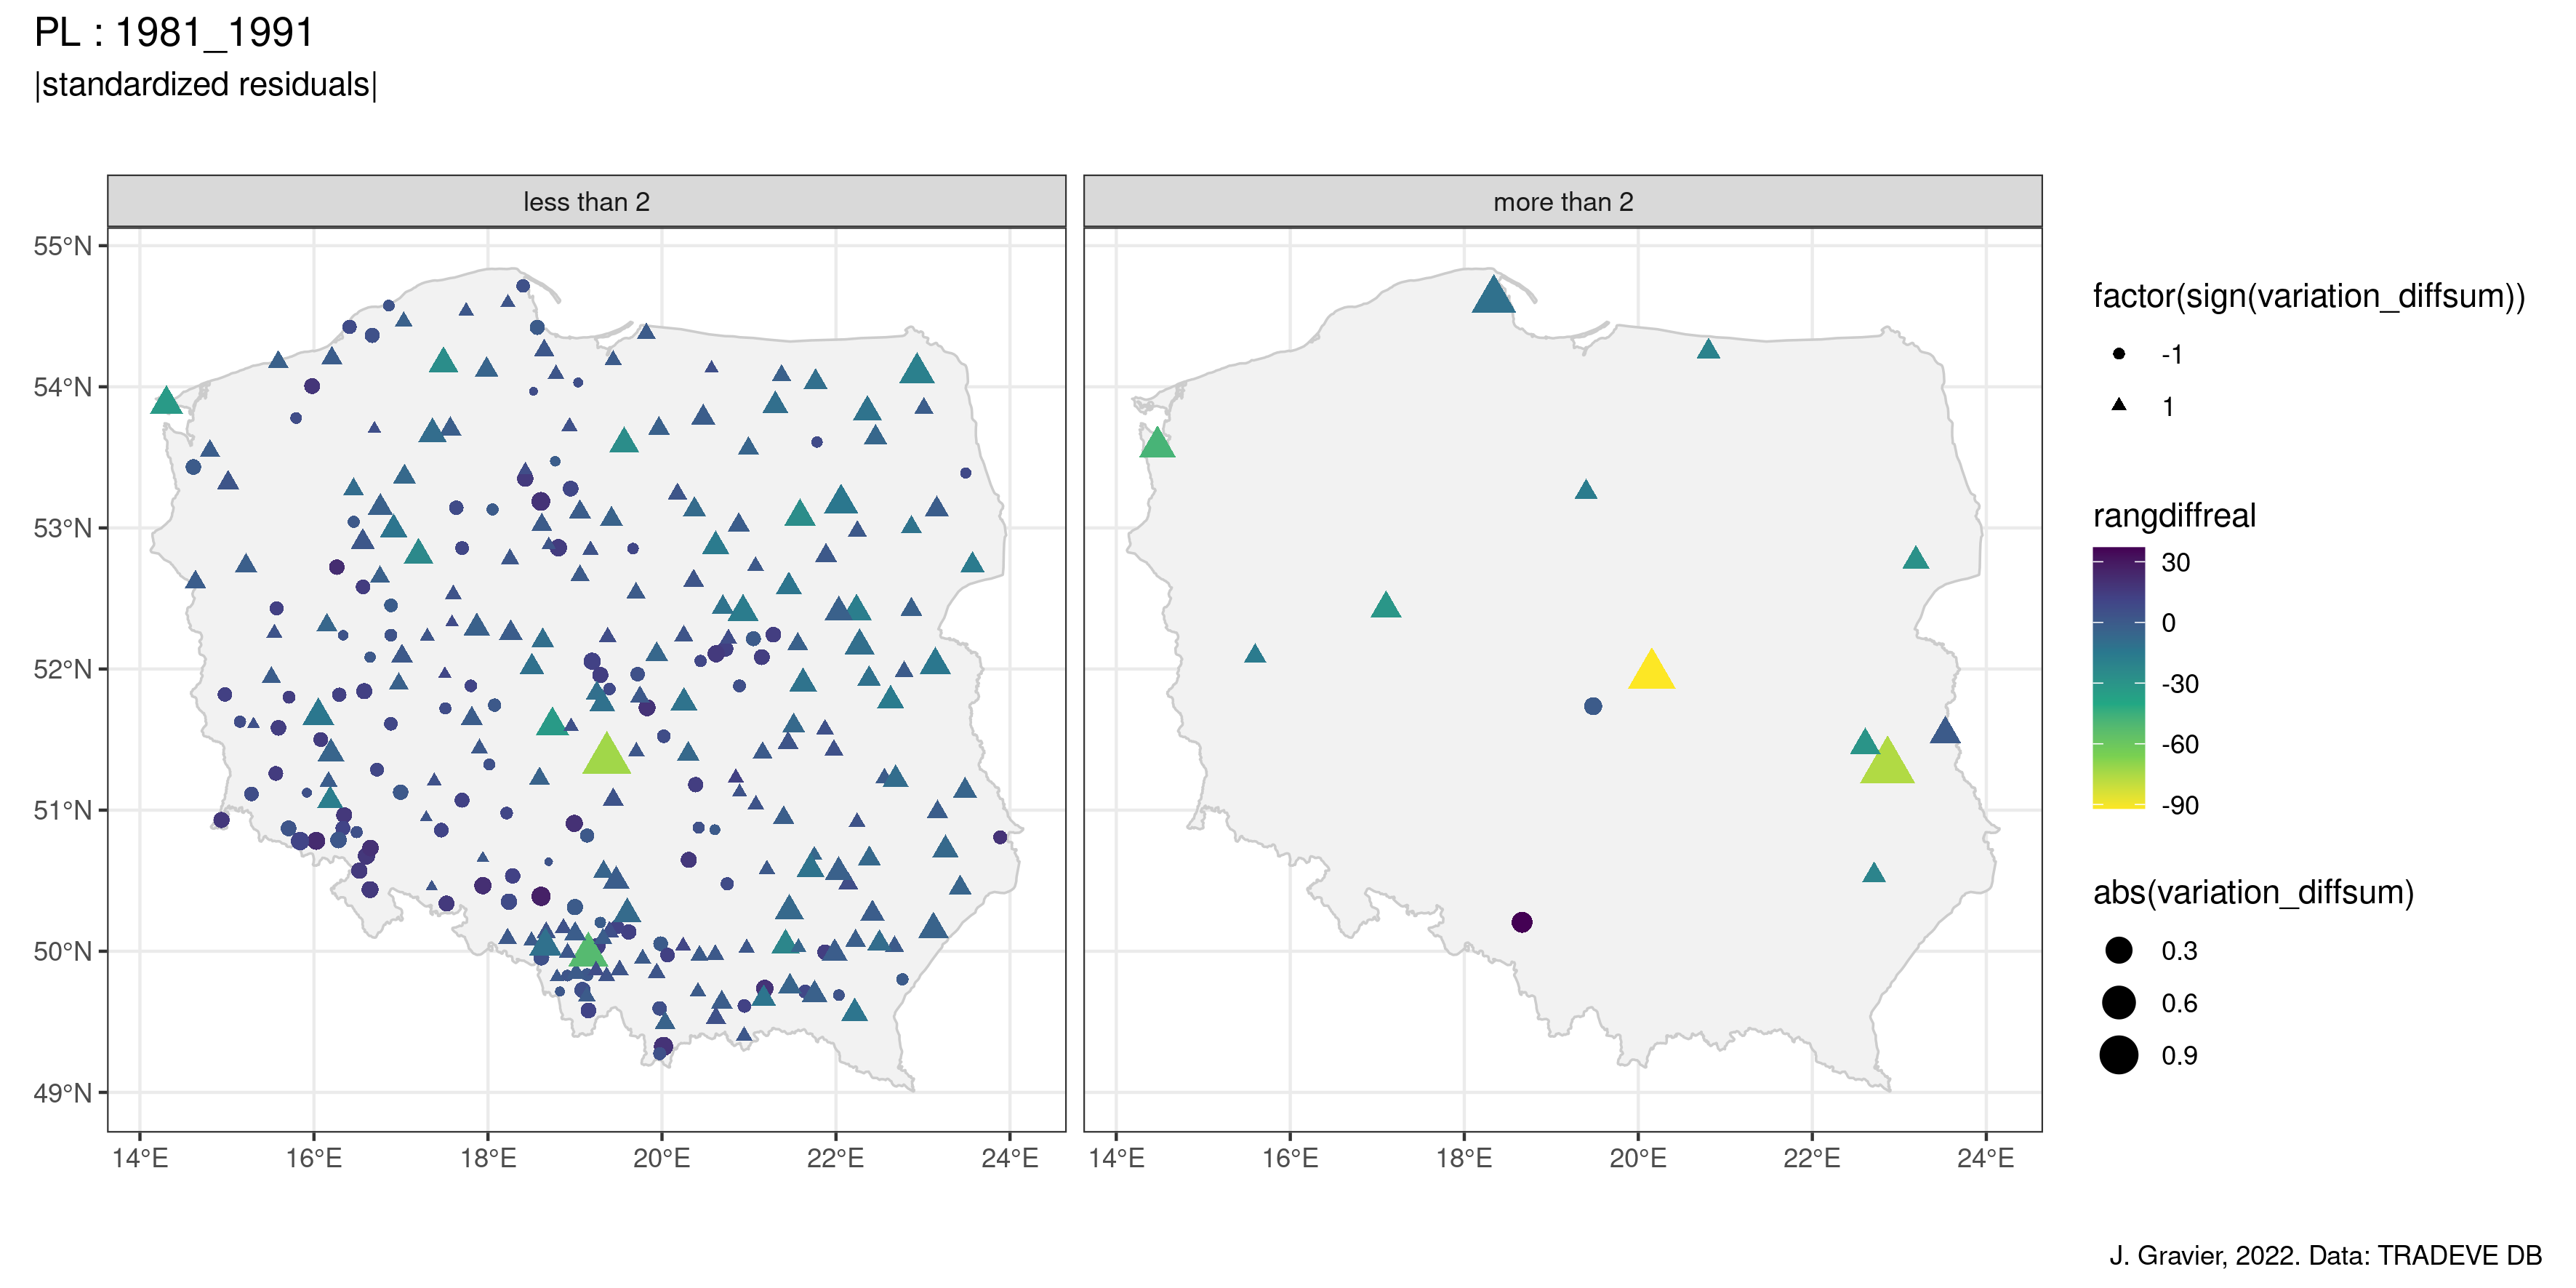 PL : 1981_1991
|standardized residuals|
less than 2
more than 2
55°N
54°N
53°N
52°N
51°N
50°N
49°N
14°E
16°E
18°E
20°E
22°E
24°E
14°E
16°E
18°E
20°E
22°E
24°E
factor(sign(variation_diffsum))
-1
1
rangdiffreal
30
0
-30
-60
-90
abs(variation_diffsum)
0.3
0.6
0.9
J. Gravier, 2022. Data: TRADEVE DB